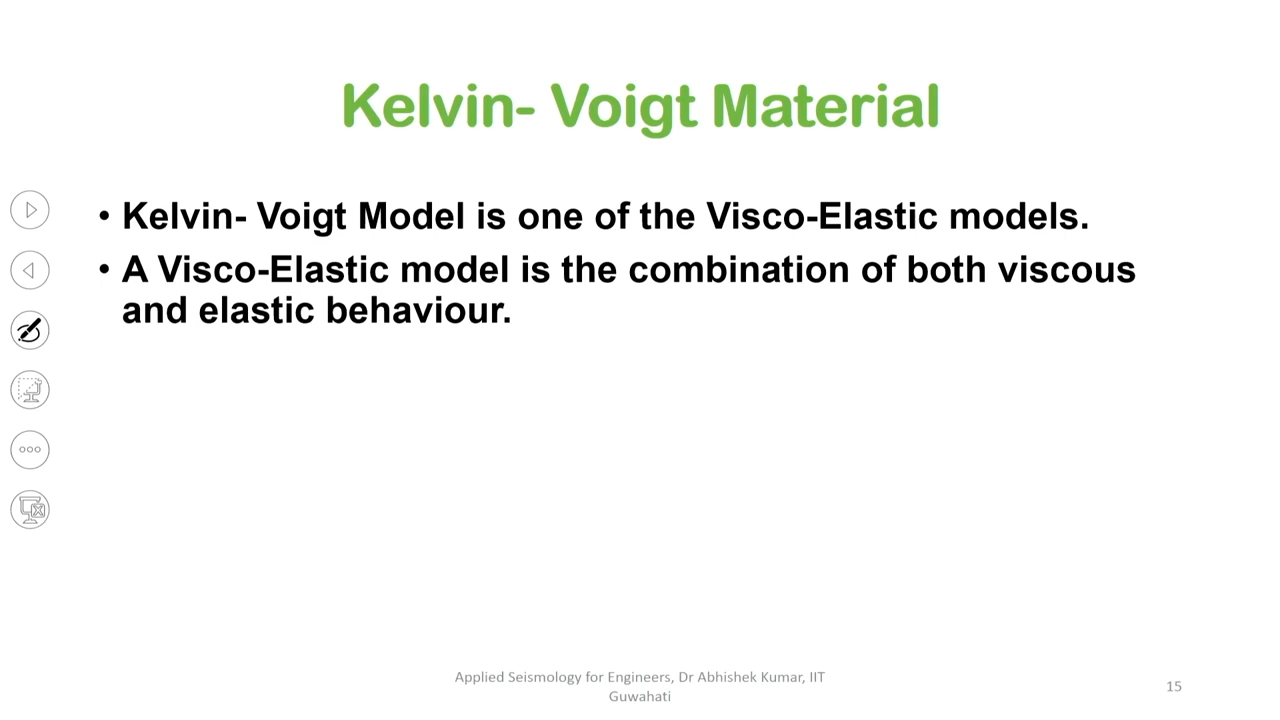 Kelvin- Voigt Material
• Kelvin- Voigt Model is one of the Visco-Elastic models.
• A Visco-Elastic model is the combination of both viscous
and elastic behaviour.
Applied Seismology for Engineers, Dr Abhishek Kumar, IIT
Guwahati
15